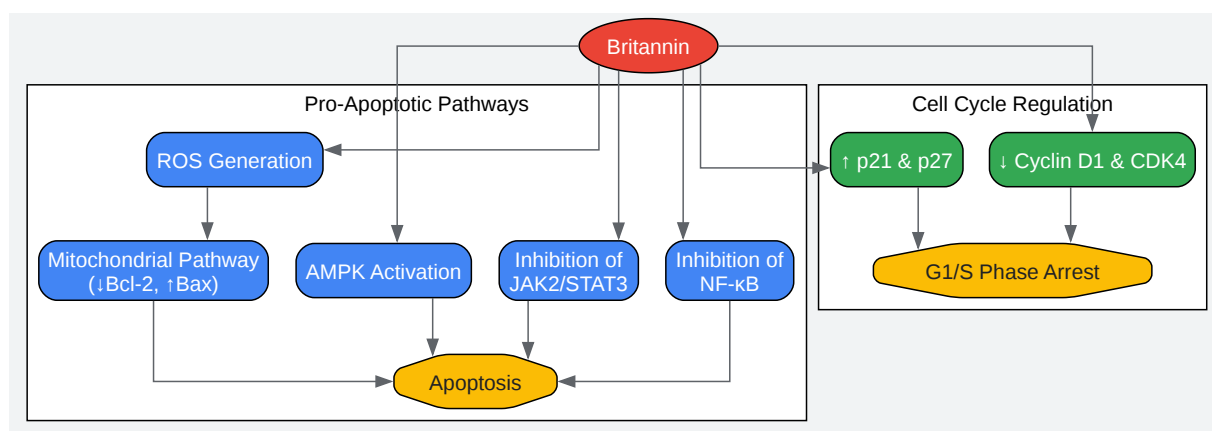 Britannin
Pro-Apoptotic Pathways
ROS Generation
Mitochondrial Pathway
(↓Bcl-2, ↑Bax)
AMPK Activation
Inhibition of
JAK2/STAT3
Inhibition of
NF-κB
Apoptosis
Cell Cycle Regulation
↑ p21 & p27
↓ Cyclin D1 & CDK4
G1/S Phase Arrest